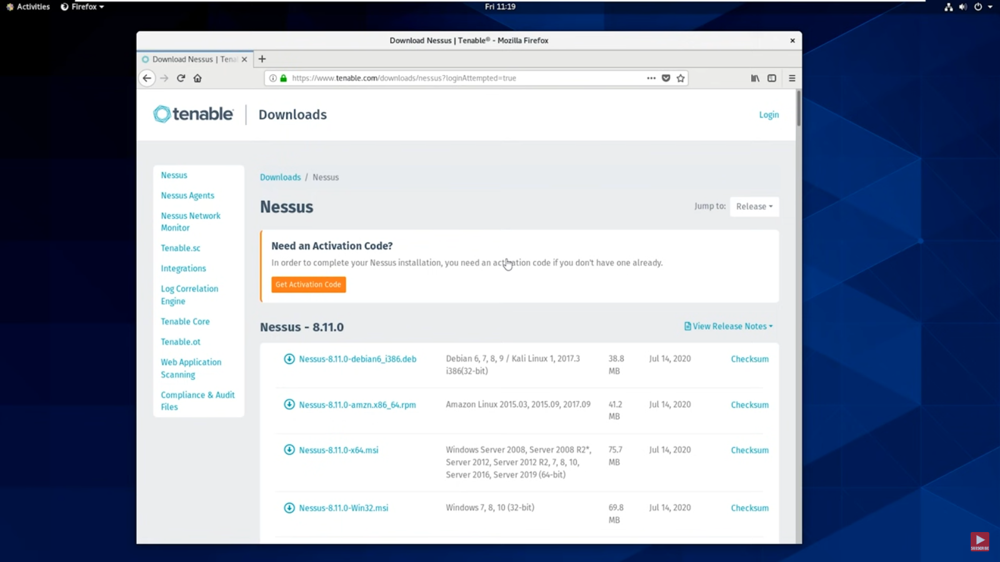 Activities
Firefox
Fri 11:19
Download Nessus | Tenable® - Mozilla Firefox
Download Nessus | Tena
https://www.tenable.com/downloads/nessus?loginAttempted=true
tenable
Downloads
Login
Nessus
Nessus Agents
Nessus Network
Monitor
Tenable.sc
Integrations
Log Correlation
Engine
Tenable Core
Tenable.ot
Web Application
Scanning
Compliance & Audit
Files
Downloads / Nessus
Nessus
Jump to:
Release
Need an Activation Code?
In order to complete your Nessus installation, you need an activation code if you don't have one already.
Get Activation Code
Nessus - 8.11.0
View Release Notes
Nessus-8.11.0-debian6_i386.deb
Debian 6, 7, 8, 9 / Kali Linux 1, 2017.3
i386(32-bit)
38.8
MB
Jul 14, 2020
Checksum
Nessus-8.11.0-amzn.x86_64.rpm
Amazon Linux 2015.03, 2015.09, 2017.09
41.2
MB
Jul 14, 2020
Checksum
Nessus-8.11.0-x64.msi
Windows Server 2008, Server 2008 R2*,
Server 2012, Server 2012 R2, 7, 8, 10,
Server 2016, Server 2019 (64-bit)
75.7
MB
Jul 14, 2020
Checksum
Nessus-8.11.0-Win32.msi
Windows 7, 8, 10 (32-bit)
69.8
MB
Jul 14, 2020
Checksum
SUBSCRIBE